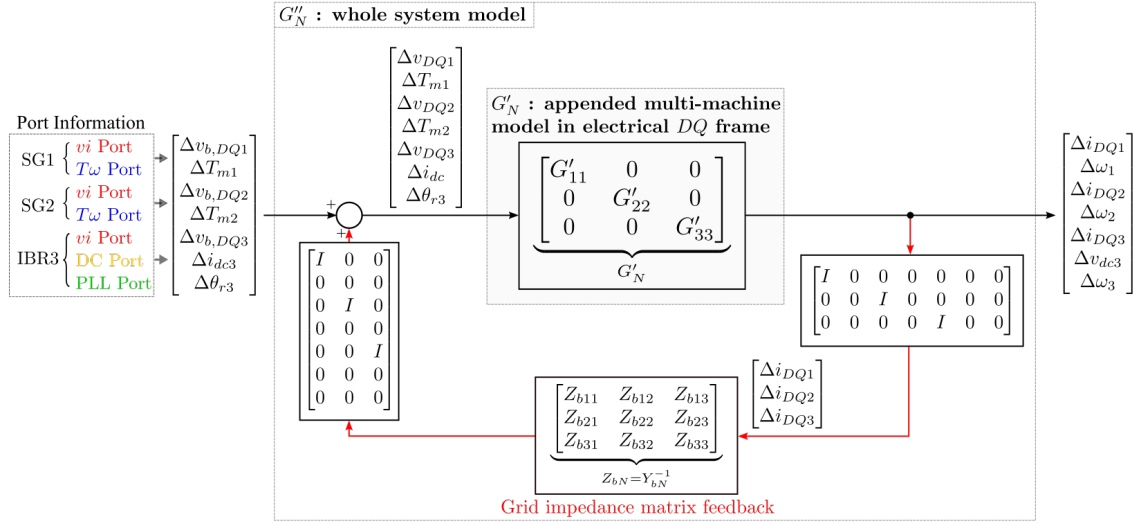 G''_N : whole system model
Port Information
SG1 { vi Port
Tω Port
SG2 { vi Port
Tω Port
IBR3 { vi Port
DC Port
PLL Port
Δv_{b,DQ1}
ΔT_{m1}
Δv_{b,DQ2}
ΔT_{m2}
Δv_{b,DQ3}
Δi_{dc3}
Δθ_{r3}
+
+
Δv_{DQ1}
ΔT_{m1}
Δv_{DQ2}
ΔT_{m2}
Δv_{DQ3}
Δi_{dc}
Δθ_{r3}
G'_N : appended multi-machine
model in electrical DQ frame
G'_{11} 0 0
0 G'_{22} 0
0 0 G'_{33}
G'_N
Δi_{DQ1}
Δω_1
Δi_{DQ2}
Δω_2
Δi_{DQ3}
Δv_{dc3}
Δω_3
I 0 0
0 0 0
0 I 0
0 0 0
0 0 I
0 0 0
0 0 0
I 0 0 0 0 0 0
0 0 I 0 0 0 0
0 0 0 0 I 0 0
Δi_{DQ1}
Δi_{DQ2}
Δi_{DQ3}
Z_{b11} Z_{b12} Z_{b13}
Z_{b21} Z_{b22} Z_{b23}
Z_{b31} Z_{b32} Z_{b33}
Z_{bN}=Y_{bN}^{-1}
Grid impedance matrix feedback